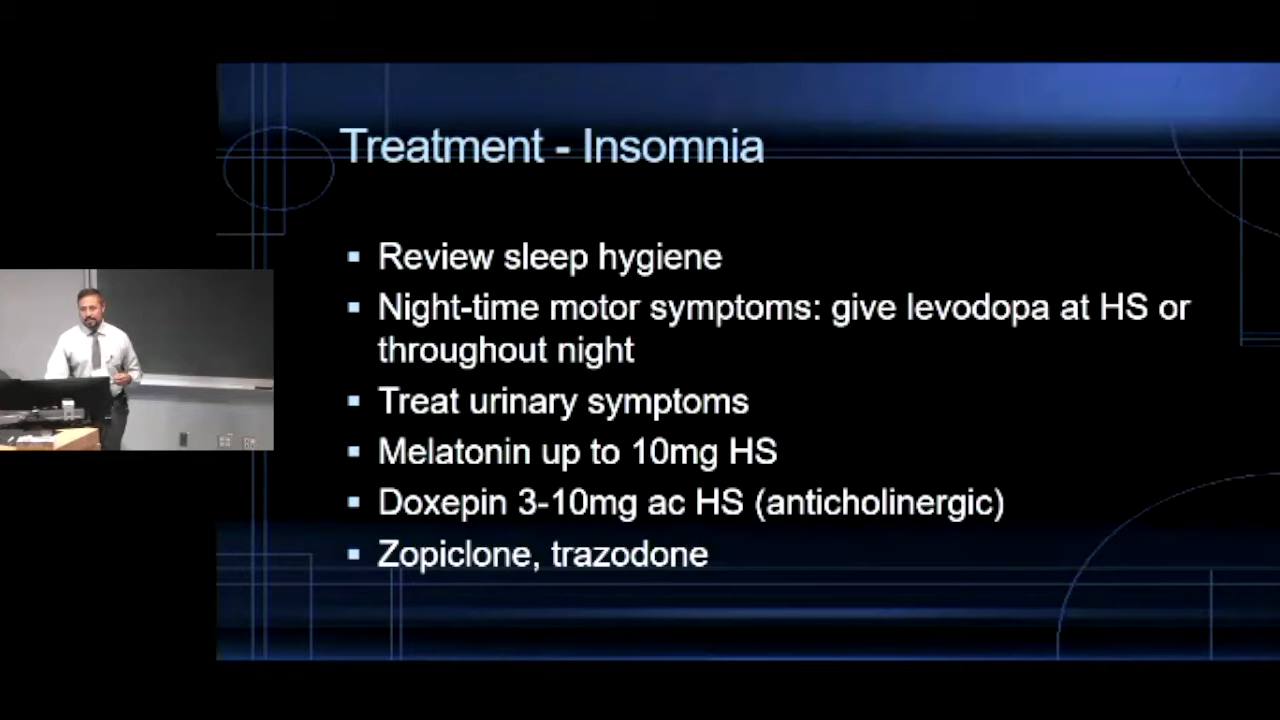 Treatment - Insomnia
Review sleep hygiene
Night-time motor symptoms: give levodopa at HS or
throughout night
Treat urinary symptoms
Melatonin up to 10mg HS
Doxepin 3-10mg ac HS (anticholinergic)
Zopiclone, trazodone